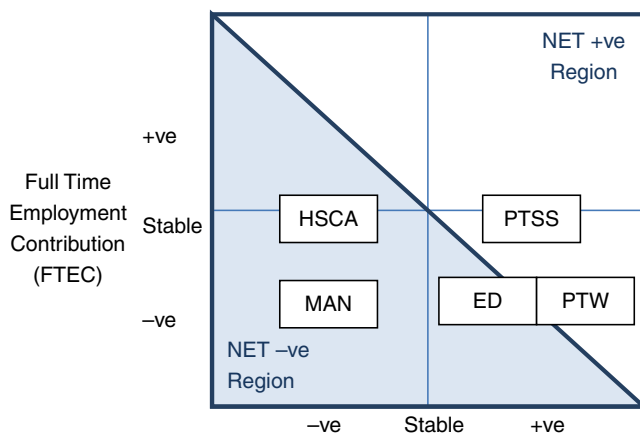 NET +ve
Region
+ve
Full Time
Employment
Contribution
(FTEC)
Stable
–ve
HSCA
PTSS
MAN
ED
PTW
NET –ve
Region
–ve
Stable
+ve